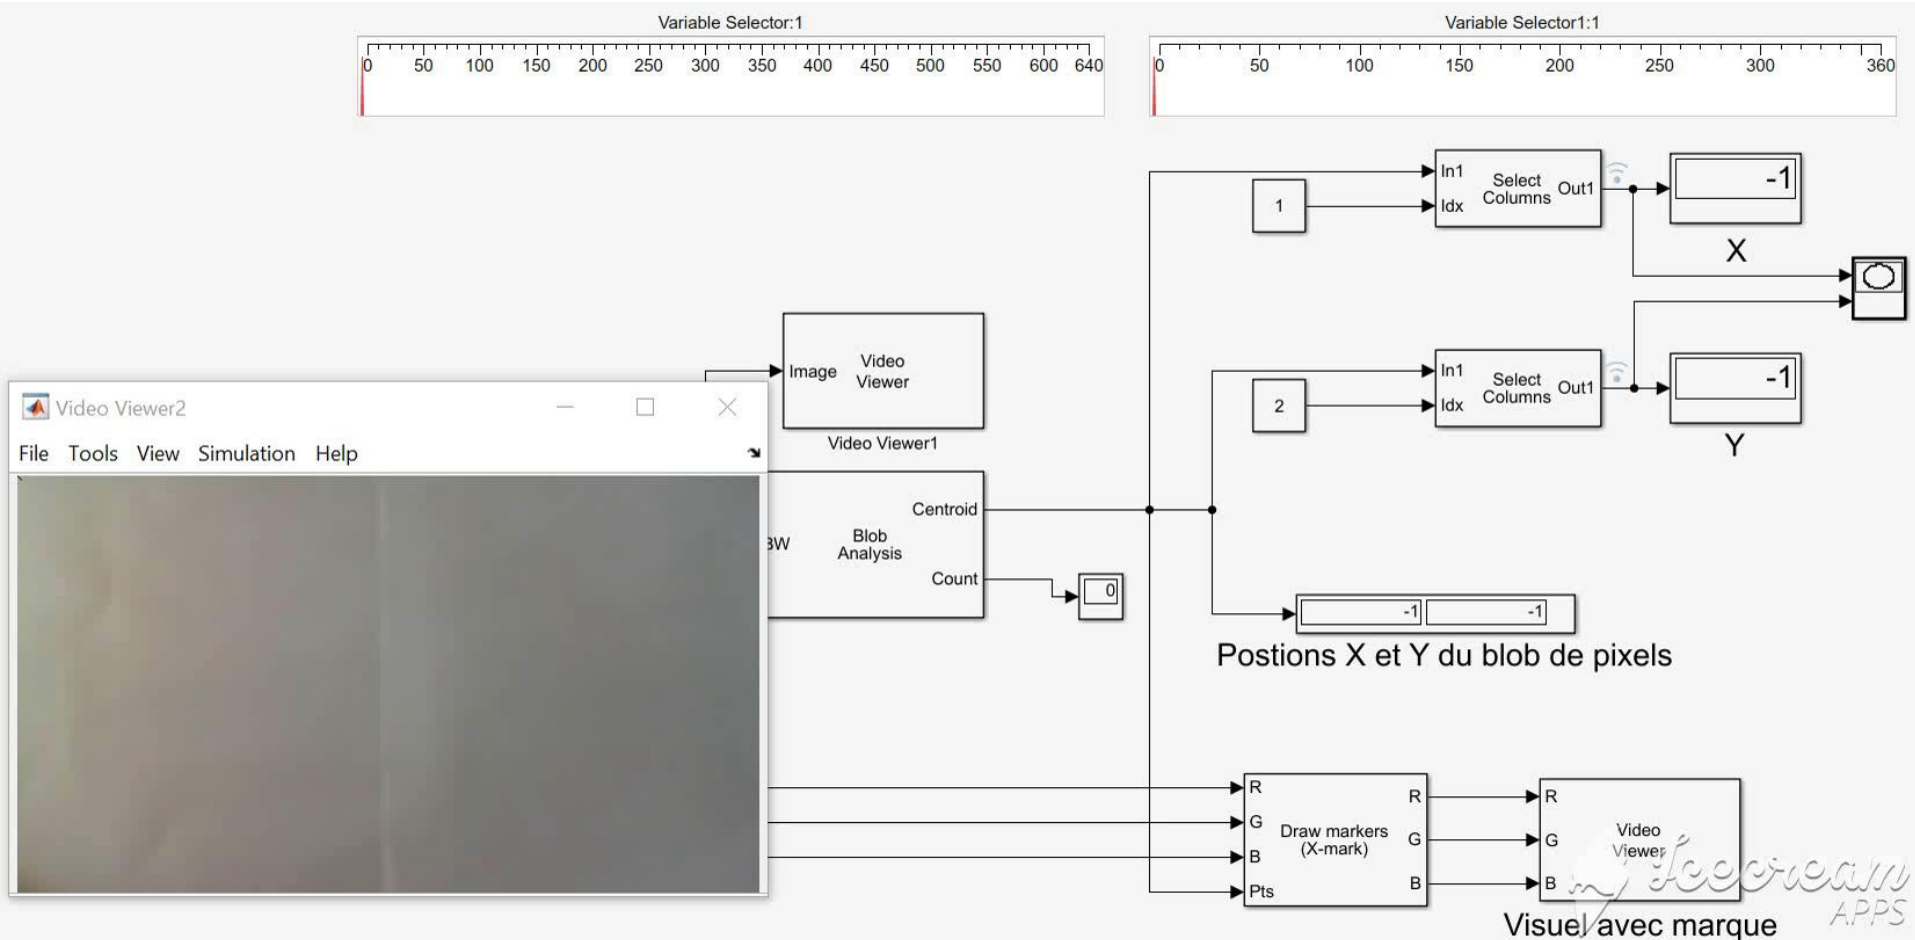 Variable Selector:1
0 50 100 150 200 250 300 350 400 450 500 550 600 640
Variable Selector1:1
0 50 100 150 200 250 300 360
In1
Idx
Select
Columns
Out1
1
-1
X
Image
Video
Viewer
Video Viewer1
In1
Idx
Select
Columns
Out1
2
-1
Y
Video Viewer2
File Tools View Simulation Help
BW
Blob
Analysis
Centroid
Count
0
-1 -1
Postions X et Y du blob de pixels
R
G
B
Pts
Draw markers
(X-mark)
R
G
B
R
G
B
Video
Viewer
Visuel avec marque
Icecream
APPS